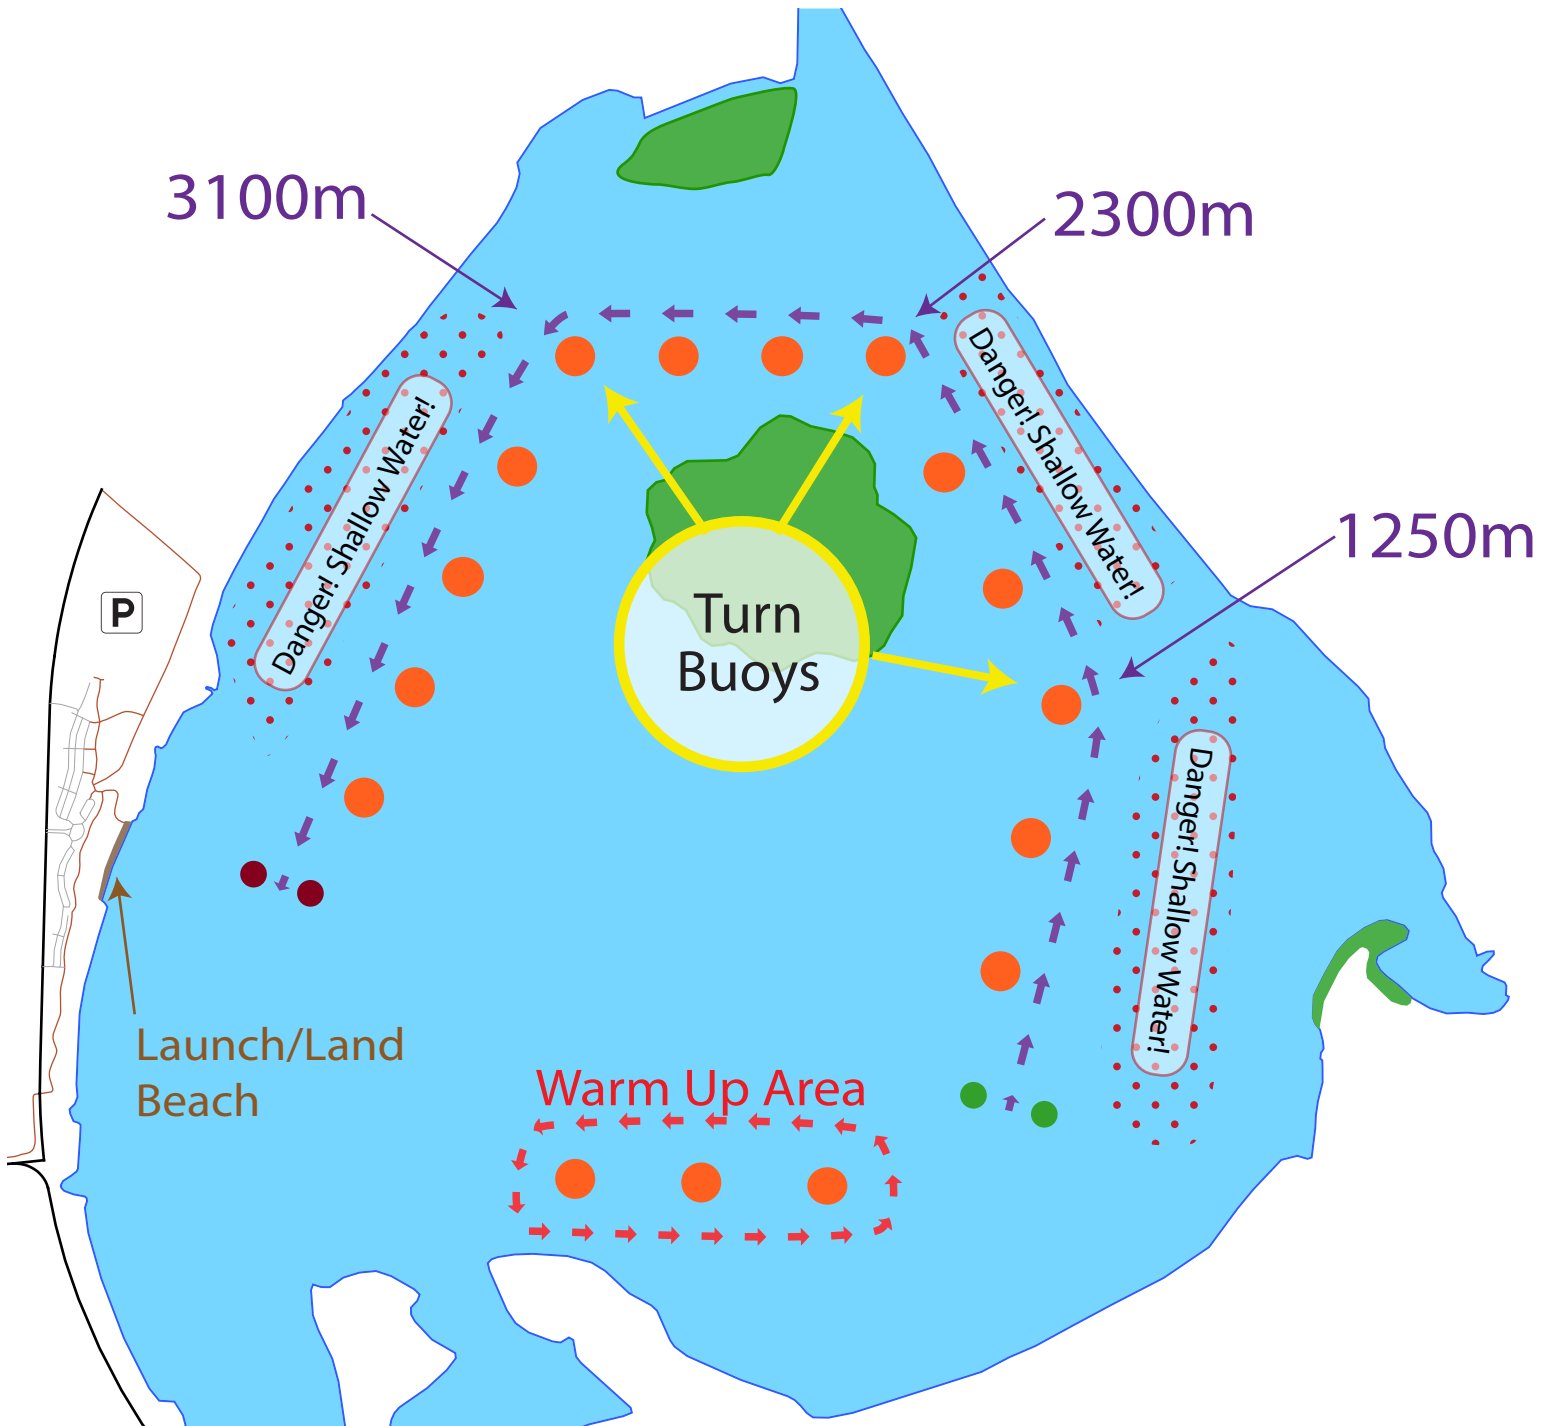 3100m
2300m
Danger! Shallow Water!
Danger! Shallow Water!
1250m
P
Turn
Buoys
Danger! Shallow Water!
Launch/Land
Beach
Warm Up Area